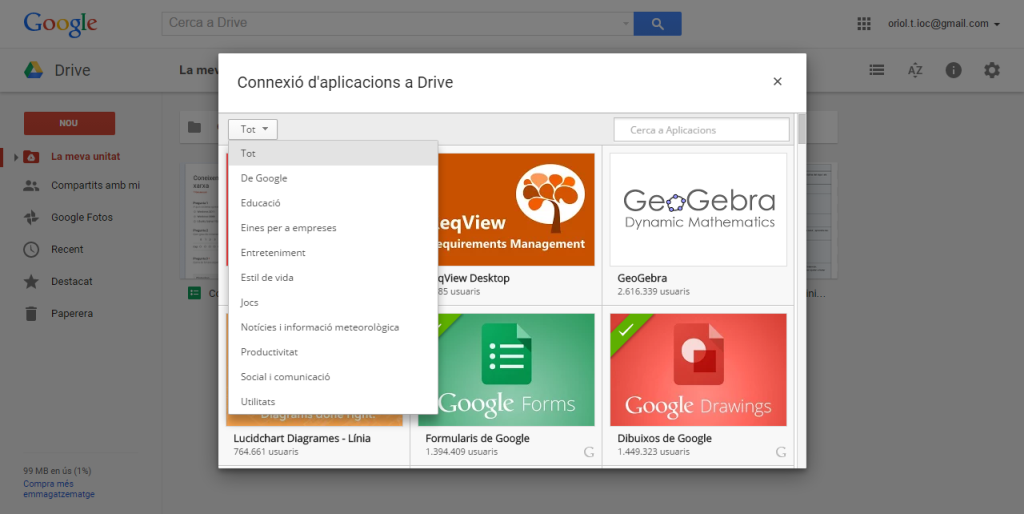 Google
Cerca a Drive
oriol.t.ioc@gmail.com
Drive
La mev
Connexió d'aplicacions a Drive
NOU
La meva unitat
Compartits amb mi
Google Fotos
Recent
Destacat
Paperera
99 MB en ús (1%)
Compra més
emmagatzematge
Tot
Cerca a Aplicacions
Tot
De Google
Educació
Eines per a empreses
Entreteniment
Estil de vida
Jocs
Notícies i informació meteorològica
Productivitat
Social i comunicació
Utilitats
eqView
equirements Management
qView Desktop
85 usuaris
GeoGebra
Dynamic Mathematics
GeoGebra
2.616.339 usuaris
Diagrams done right.
Lucidchart Diagrames - Línia
764.661 usuaris
Google Forms
Formularis de Google
1.394.409 usuaris
G
Google Drawings
Dibuixos de Google
1.449.323 usuaris
G